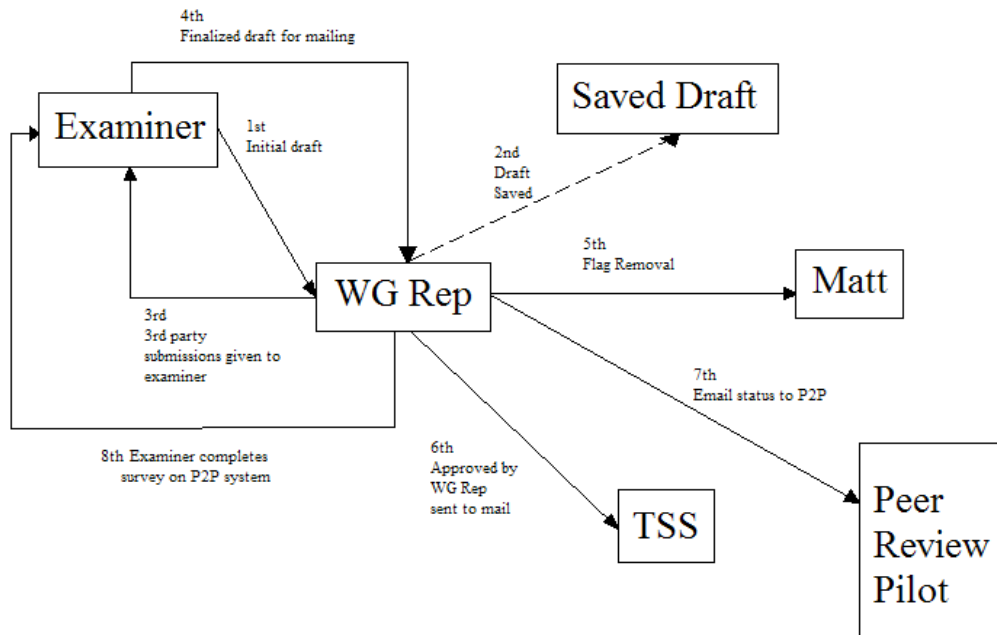 4th
Finalized draft for mailing
Saved Draft
Examiner
1st
Initial draft
2nd
Draft
Saved
5th
Flag Removal
WG Rep
Matt
3rd
3rd party
submissions given to
examiner
7th
Email status to P2P
8th Examiner completes
survey on P2P system
6th
Approved by
WG Rep
sent to mail
TSS
Peer
Review
Pilot